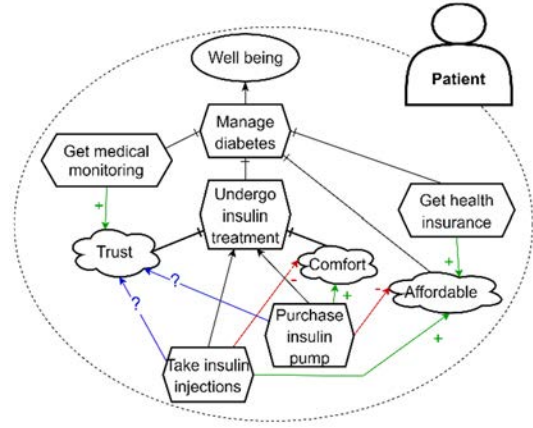 Well being
Patient
Manage
diabetes
Get medical
monitoring
Undergo
insulin
treatment
Get health
insurance
+
+
Trust
Comfort
-
+
Affordable
-
?
?
Purchase
insulin
pump
+
Take insulin
injections